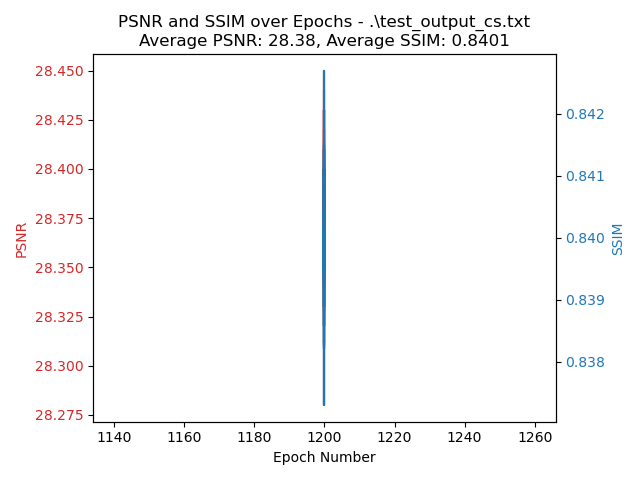 PSNR and SSIM over Epochs - .\test_output_cs.txt
Average PSNR: 28.38, Average SSIM: 0.8401
28.450
28.425
28.400
28.375
28.350
28.325
28.300
28.275
PSNR
0.842
0.841
0.840
0.839
0.838
SSIM
1140 1160 1180 1200 1220 1240 1260
Epoch Number